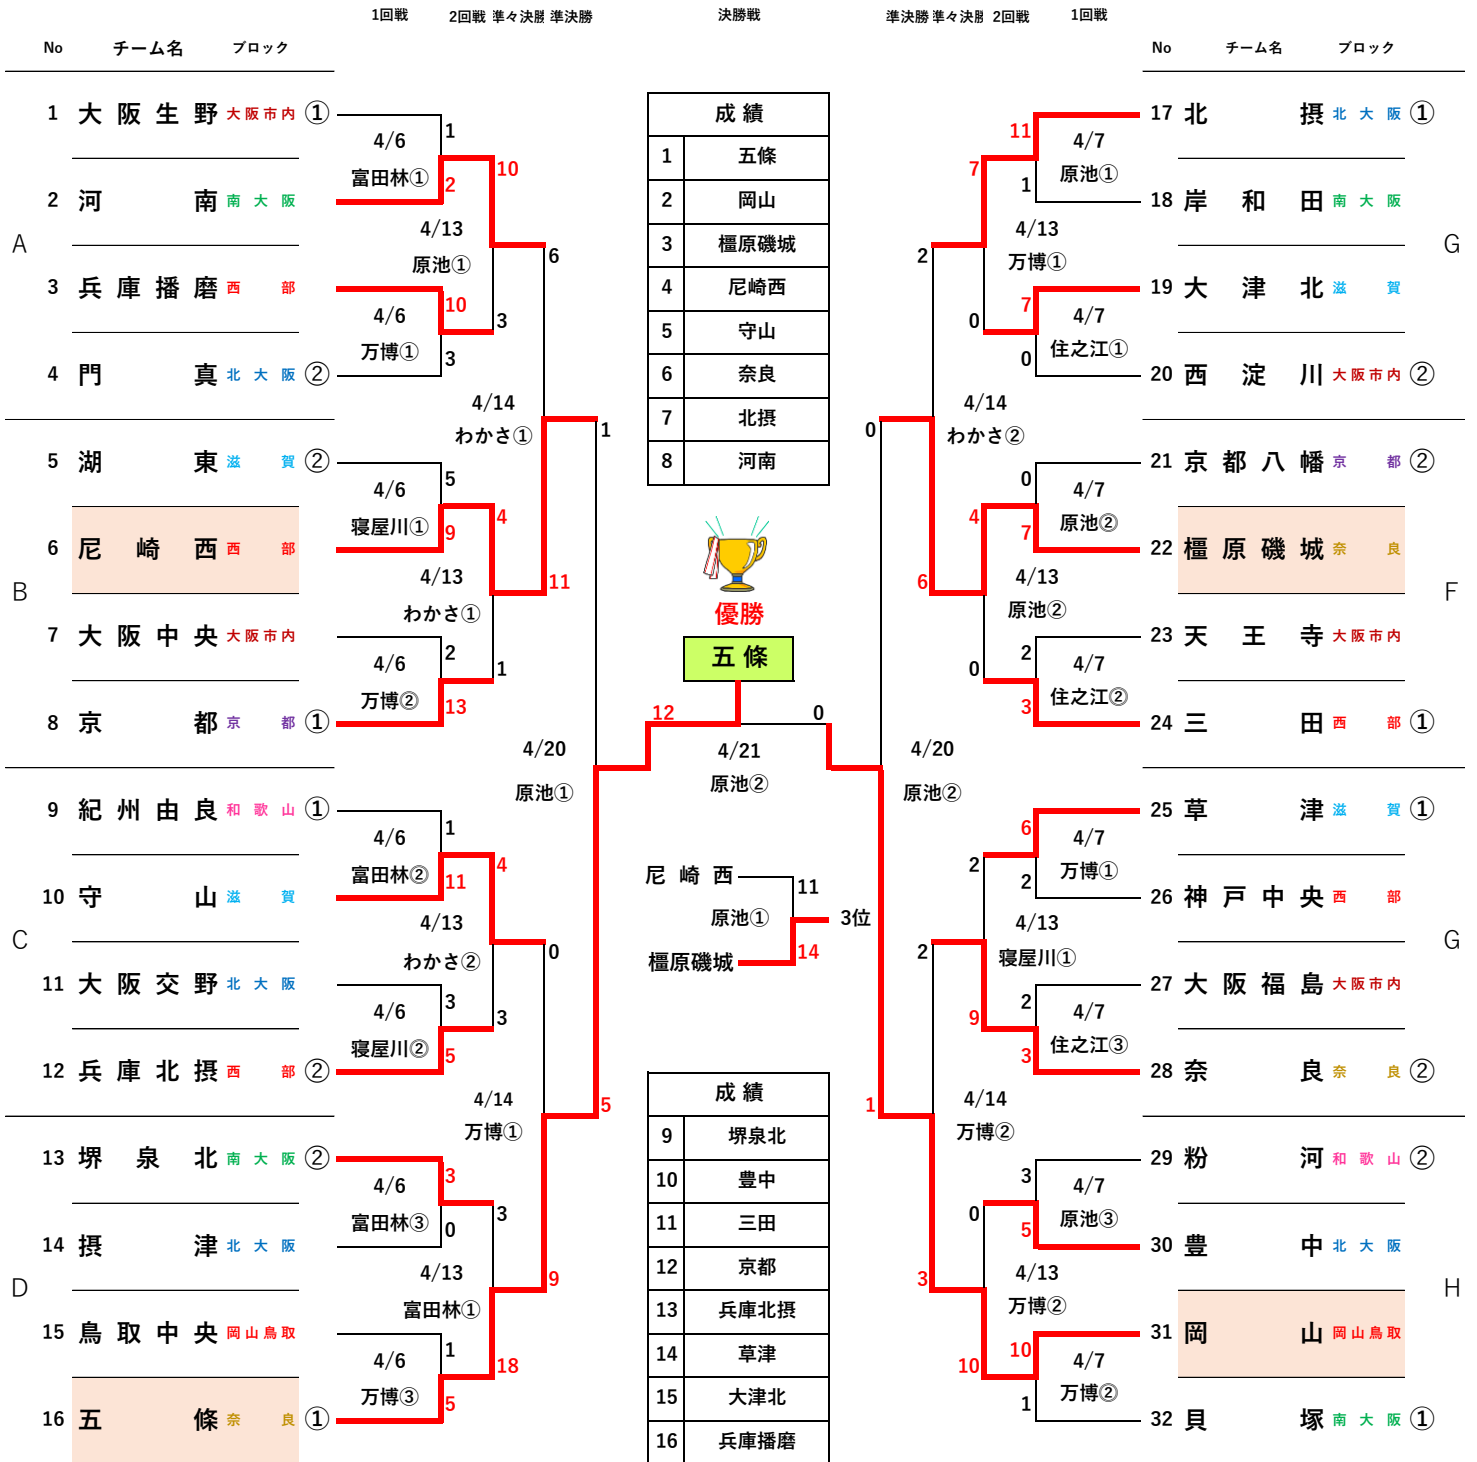 1回戦 2回戦 準々決勝 準決勝 決勝戦 準決勝 準々決勝 2回戦 1回戦
No チーム名 ブロック
No チーム名 ブロック
A
1 大阪生野 大阪市内 ①
4/6
富田林①
1
2
2 河南 南大阪
10
4/13
原池①
3 兵庫播磨 西部
4/6
万博①
10
3
3
4 門真 北大阪 ②
6
4/14
わかさ①
B
5 湖東 滋賀 ②
4/6
寝屋川①
5
9
6 尼崎西 西部
4
4/13
わかさ①
11
7 大阪中央 大阪市内
4/6
万博②
2
13
1
8 京都 京都 ①
1
4/20
原池①
C
9 紀州由良 和歌山 ①
4/6
富田林②
1
11
10 守山 滋賀
4
4/13
わかさ②
0
11 大阪交野 北大阪
4/6
寝屋川②
3
5
3
12 兵庫北摂 西部 ②
4/14
万博①
5
D
13 堺泉北 南大阪 ②
4/6
富田林③
3
0
14 摂津 北大阪
3
4/13
富田林①
9
15 鳥取中央 岡山鳥取
4/6
万博③
1
5
18
16 五條 奈良 ①
成績
1 五條
2 岡山
3 橿原磯城
4 尼崎西
5 守山
6 奈良
7 北摂
8 河南
優勝
五條
12
0
4/21
原池②
尼崎西
11
原池①
3位
橿原磯城
14
成績
9 堺泉北
10 豊中
11 三田
12 京都
13 兵庫北摂
14 草津
15 大津北
16 兵庫播磨
G
17 北摂 北大阪 ①
11
4/7
原池①
1
18 岸和田 南大阪
7
4/13
万博①
2
19 大津北 滋賀
7
4/7
住之江①
0
0
20 西淀川 大阪市内 ②
4/14
わかさ②
0
F
21 京都八幡 京都 ②
0
4/7
原池②
7
22 橿原磯城 奈良
4
4/13
原池②
6
23 天王寺 大阪市内
2
4/7
住之江②
3
0
24 三田 西部 ①
4/20
原池②
G
25 草津 滋賀 ①
6
4/7
万博①
2
26 神戸中央 西部
2
4/13
寝屋川①
2
27 大阪福島 大阪市内
2
4/7
住之江③
3
9
28 奈良 奈良 ②
4/14
万博②
1
H
29 粉河 和歌山 ②
3
4/7
原池③
5
30 豊中 北大阪
0
4/13
万博②
3
31 岡山 岡山鳥取
10
4/7
万博②
1
10
32 貝塚 南大阪 ①